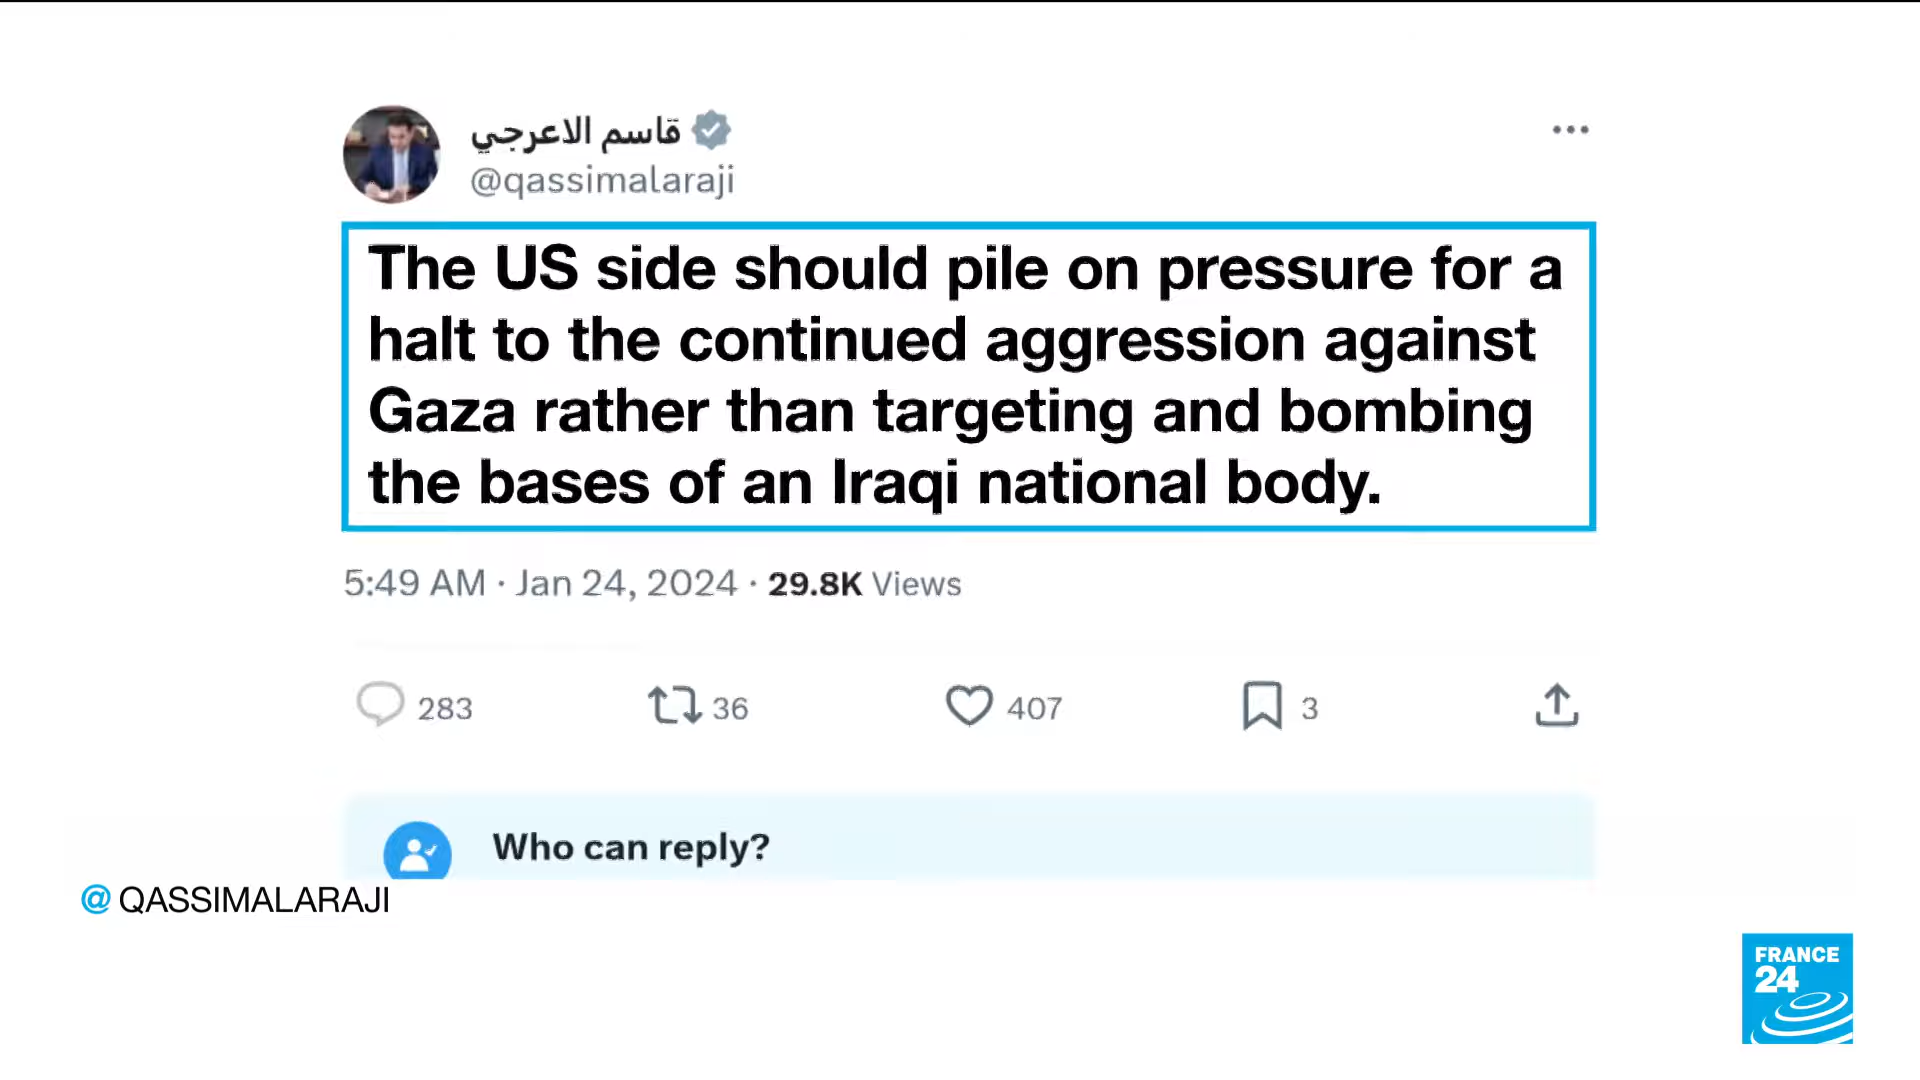 قاسم الاعرجي
@qassimalaraji
The US side should pile on pressure for a
halt to the continued aggression against
Gaza rather than targeting and bombing
the bases of an Iraqi national body.
5:49 AM · Jan 24, 2024 · 29.8K Views
283 36 407 3
Who can reply?
@ QASSIMALARAJI
FRANCE
24